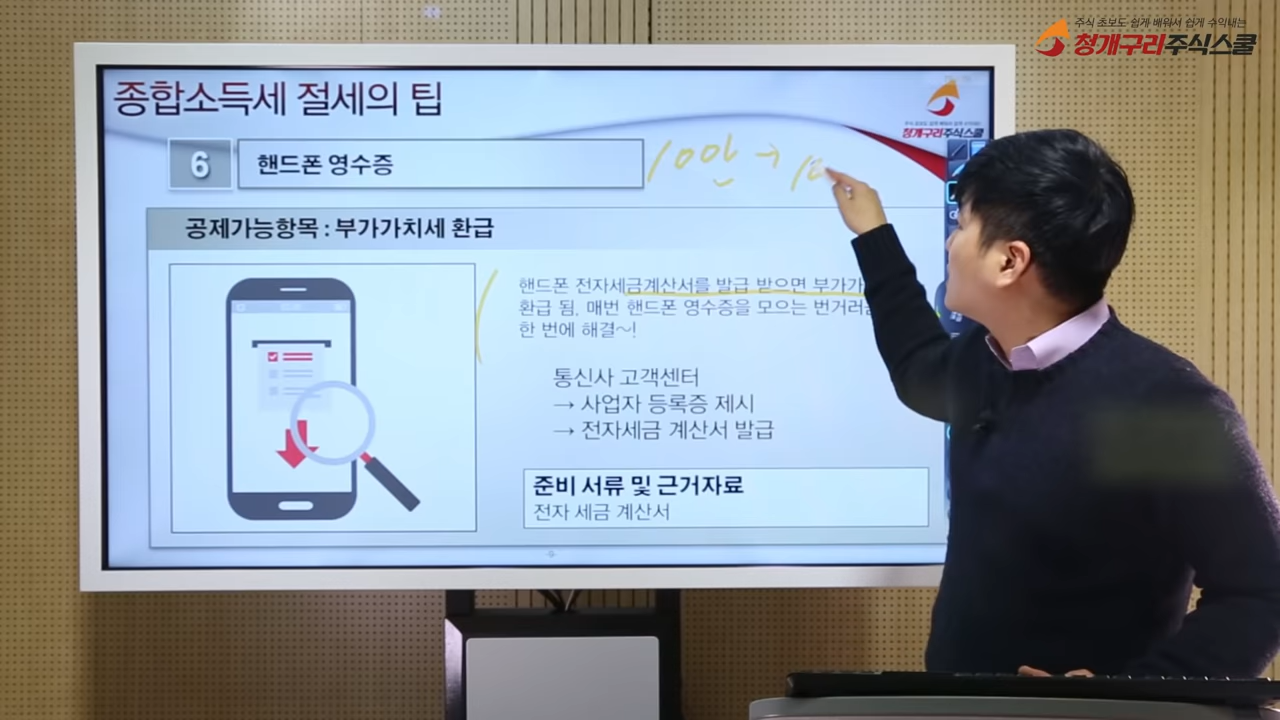 주식 초보도 쉽게 배워서 쉽게 수익내는
청개구리주식스쿨
종합소득세 절세의 팁
청개구리주식스쿨
6
핸드폰 영수증
10만 →
공제가능항목 : 부가가치세 환급
핸드폰 전자세금계산서를 발급 받으면 부가가
환급 됨, 매번 핸드폰 영수증을 모으는 번거러
한 번에 해결~!
통신사 고객센터
→ 사업자 등록증 제시
→ 전자세금 계산서 발급
준비 서류 및 근거자료
전자 세금 계산서